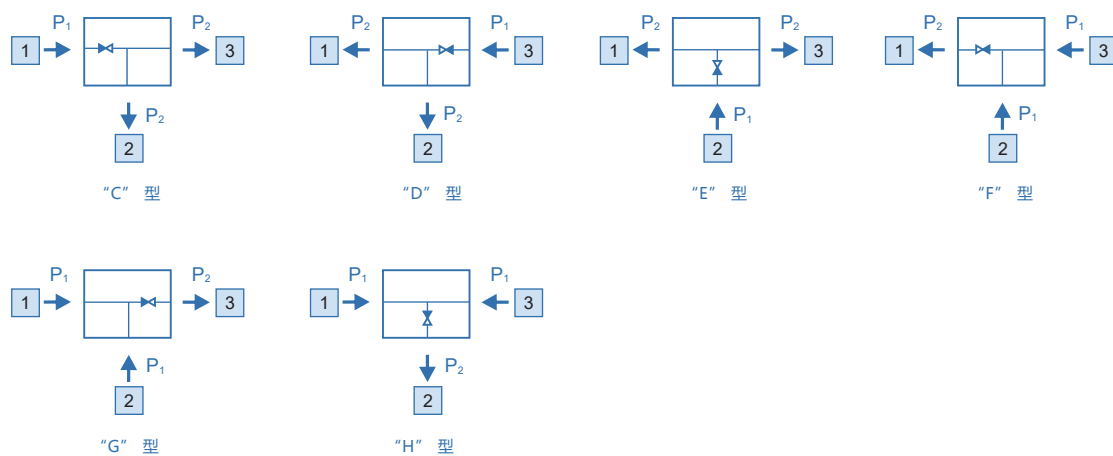 P₁ P₂ P₂ P₁ P₂ P₂ P₂ P₁
1 3 1 3 1 3 1 3
P₂ P₂ P₁ P₁
2 2 2 2
“C” 型 “D” 型 “E” 型 “F” 型
P₁ P₂ P₁ P₁
1 3 1 3
P₁ P₂
2 2
“G” 型 “H” 型